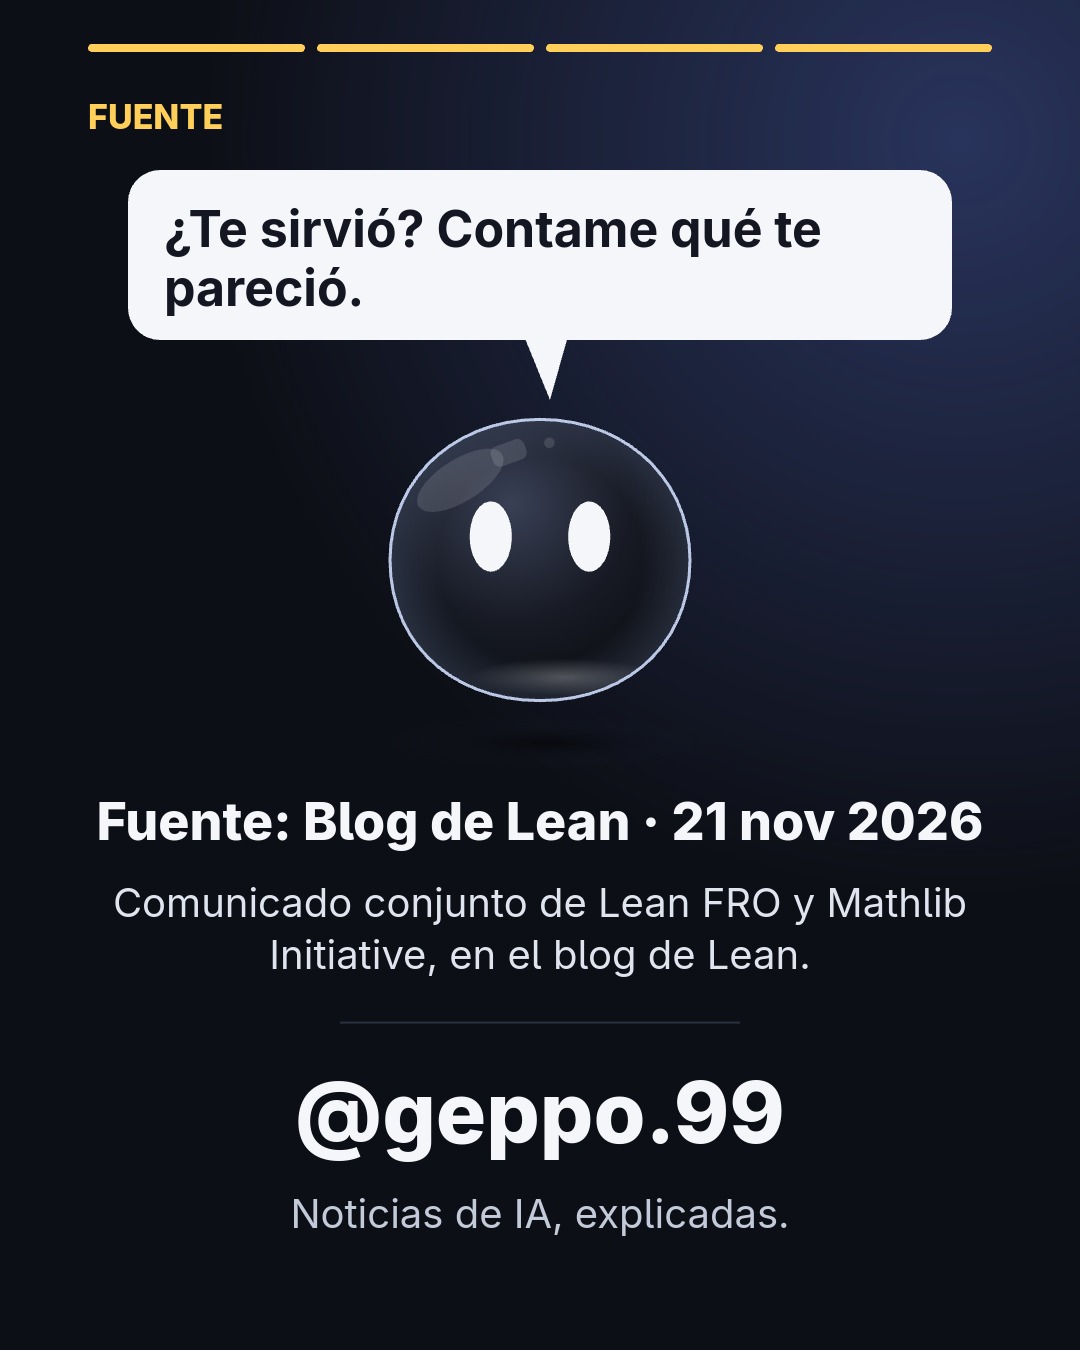 FUENTE
¿Te sirvió? Contame qué te
pareció.
Fuente: Blog de Lean · 21 nov 2026
Comunicado conjunto de Lean FRO y Mathlib
Initiative, en el blog de Lean.
@geppo.99
Noticias de IA, explicadas.